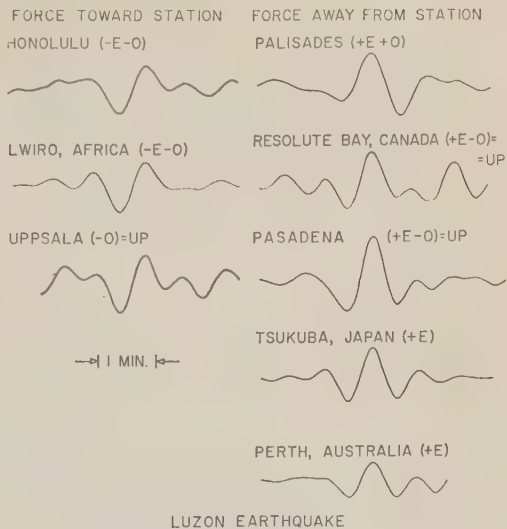 FORCE TOWARD STATION
HONOLULU (-E-O)
LWIRO, AFRICA (-E-O)
UPPSALA (-O)=UP
1 MIN.
FORCE AWAY FROM STATION
PALISADES (+E+O)
RESOLUTE BAY, CANADA (+E-O)=
=UP
PASADENA (+E-O)=UP
TSUKUBA, JAPAN (+E)
PERTH, AUSTRALIA (+E)
LUZON EARTHQUAKE